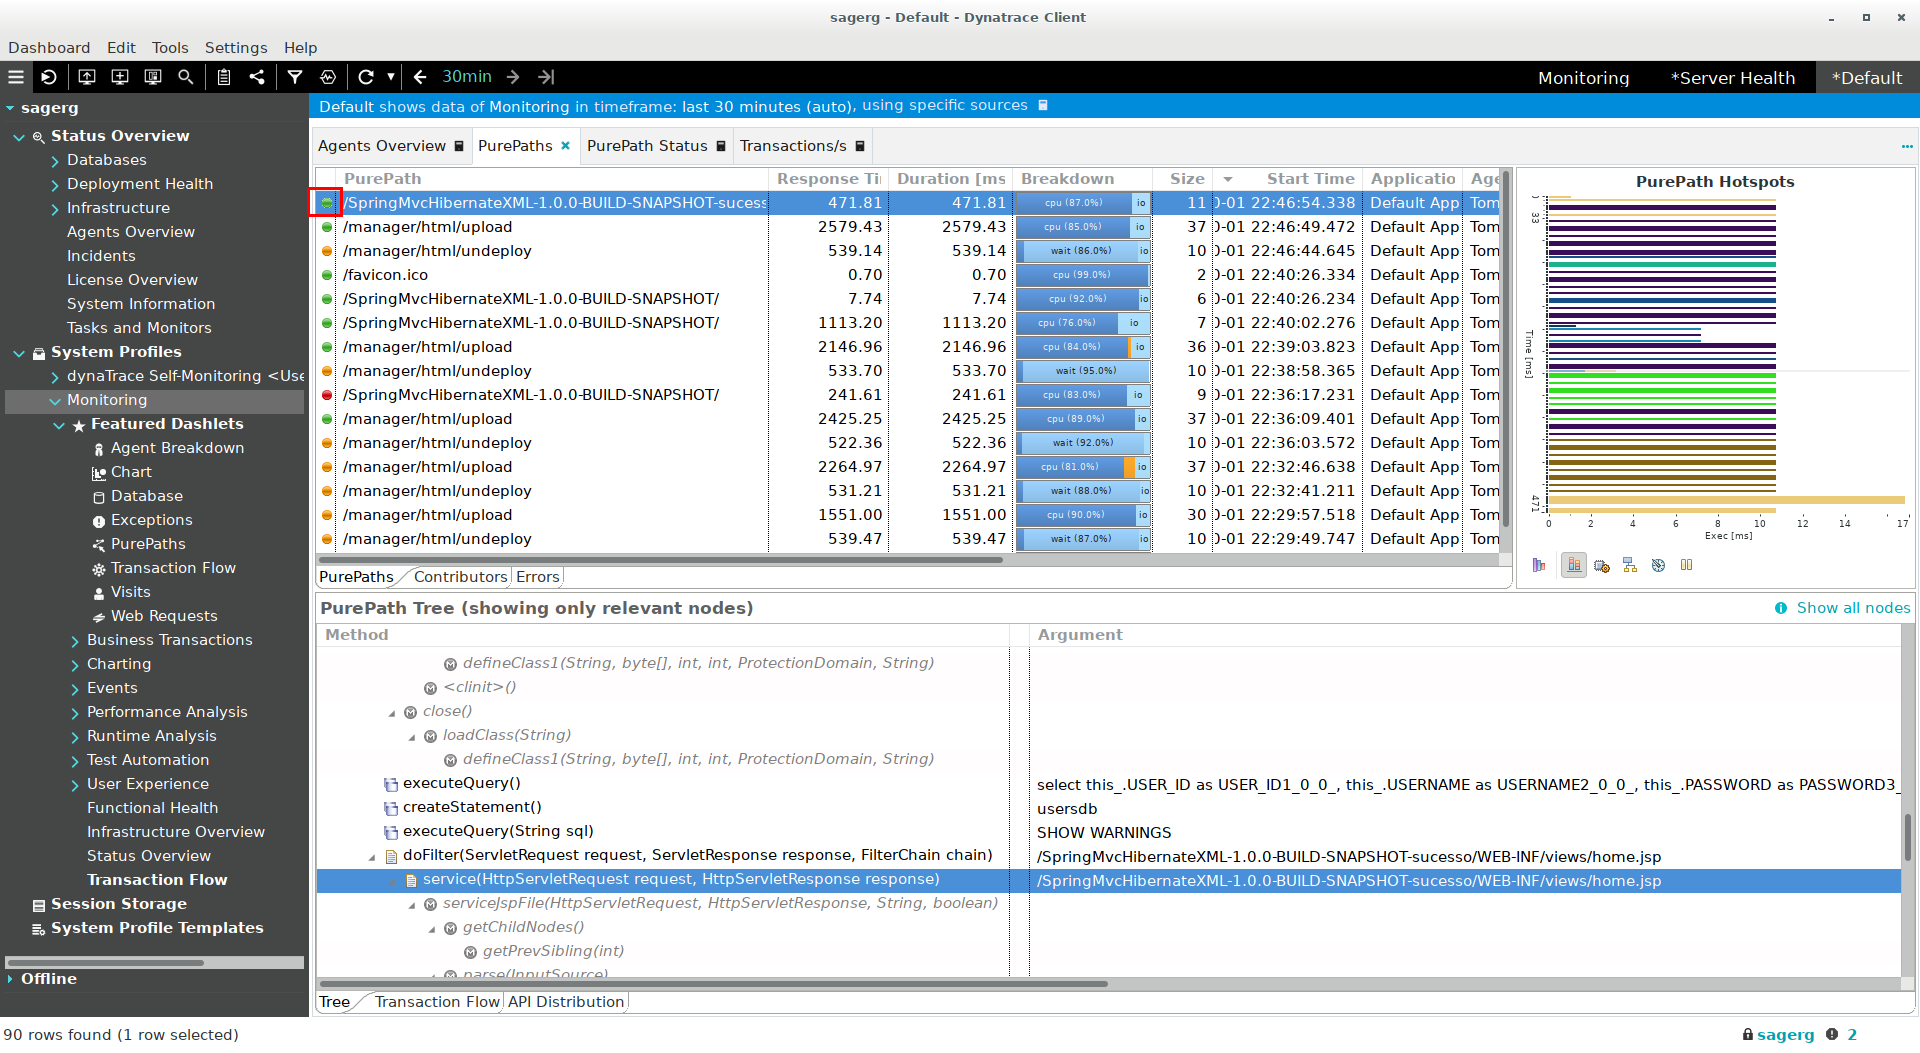 sagerg - Default - Dynatrace Client
Dashboard Edit Tools Settings Help
30min
Monitoring *Server Health *Default
sagerg
Status Overview
Databases
Deployment Health
Infrastructure
Agents Overview
Incidents
License Overview
System Information
Tasks and Monitors
System Profiles
dynaTrace Self-Monitoring <Use
Monitoring
Featured Dashlets
Agent Breakdown
Chart
Database
Exceptions
PurePaths
Transaction Flow
Visits
Web Requests
Business Transactions
Charting
Events
Performance Analysis
Runtime Analysis
Test Automation
User Experience
Functional Health
Infrastructure Overview
Status Overview
Transaction Flow
Session Storage
System Profile Templates
Offline
Default shows data of Monitoring in timeframe: last 30 minutes (auto), using specific sources
Agents Overview PurePaths PurePath Status Transactions/s
PurePath Response Ti Duration [ms Breakdown Size Start Time Applicatio Age
/SpringMvcHibernateXML-1.0.0-BUILD-SNAPSHOT-sucess 471.81 471.81 cpu (87.0%) io 11 0-01 22:46:54.338 Default App Tom
/manager/html/upload 2579.43 2579.43 cpu (85.0%) io 37 0-01 22:46:49.472 Default App Tom
/manager/html/undeploy 539.14 539.14 wait (86.0%) io 10 0-01 22:46:44.645 Default App Tom
/favicon.ico 0.70 0.70 cpu (99.0%) 2 0-01 22:40:26.334 Default App Tom
/SpringMvcHibernateXML-1.0.0-BUILD-SNAPSHOT/ 7.74 7.74 cpu (92.0%) io 6 0-01 22:40:26.234 Default App Tom
/SpringMvcHibernateXML-1.0.0-BUILD-SNAPSHOT/ 1113.20 1113.20 cpu (76.0%) io 7 0-01 22:40:02.276 Default App Tom
/manager/html/upload 2146.96 2146.96 cpu (84.0%) io 36 0-01 22:39:03.823 Default App Tom
/manager/html/undeploy 533.70 533.70 wait (95.0%) 10 0-01 22:38:58.365 Default App Tom
/SpringMvcHibernateXML-1.0.0-BUILD-SNAPSHOT/ 241.61 241.61 cpu (83.0%) io 9 0-01 22:36:17.231 Default App Tom
/manager/html/upload 2425.25 2425.25 cpu (89.0%) io 37 0-01 22:36:09.401 Default App Tom
/manager/html/undeploy 522.36 522.36 wait (92.0%) 10 0-01 22:36:03.572 Default App Tom
/manager/html/upload 2264.97 2264.97 cpu (81.0%) io 37 0-01 22:32:46.638 Default App Tom
/manager/html/undeploy 531.21 531.21 wait (88.0%) io 10 0-01 22:32:41.211 Default App Tom
/manager/html/upload 1551.00 1551.00 cpu (90.0%) io 30 0-01 22:29:57.518 Default App Tom
/manager/html/undeploy 539.47 539.47 wait (87.0%) io 10 0-01 22:29:49.747 Default App Tom
PurePaths Contributors Errors
PurePath Hotspots
33
Time [ms]
471
0 2 4 6 8 10 12 14 17
Exec [ms]
PurePath Tree (showing only relevant nodes)
Show all nodes
Method Argument
defineClass1(String, byte[], int, int, ProtectionDomain, String)
<clinit>()
close()
loadClass(String)
defineClass1(String, byte[], int, int, ProtectionDomain, String)
executeQuery() select this_.USER_ID as USER_ID1_0_0_, this_.USERNAME as USERNAME2_0_0_, this_.PASSWORD as PASSWORD3_
createStatement() usersdb
executeQuery(String sql) SHOW WARNINGS
doFilter(ServletRequest request, ServletResponse response, FilterChain chain) /SpringMvcHibernateXML-1.0.0-BUILD-SNAPSHOT-sucesso/WEB-INF/views/home.jsp
service(HttpServletRequest request, HttpServletResponse response) /SpringMvcHibernateXML-1.0.0-BUILD-SNAPSHOT-sucesso/WEB-INF/views/home.jsp
serviceJspFile(HttpServletRequest, HttpServletResponse, String, boolean)
getChildNodes()
getPrevSibling(int)
parse(InputSource)
Tree Transaction Flow API Distribution
90 rows found (1 row selected)
sagerg 2